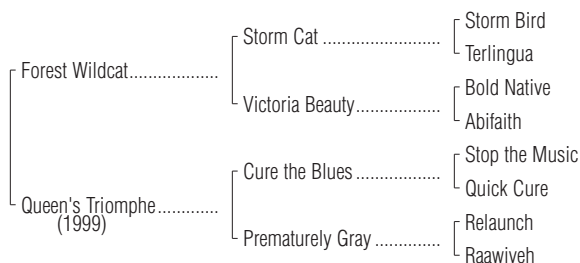 Storm Bird
Storm Cat ........................
Terlingua
Forest Wildcat..................
Bold Native
Victoria Beauty.................
Abifaith
Stop the Music
Cure the Blues .................
Quick Cure
Queen's Triomphe............
(1999)
Relaunch
Prematurely Gray.............
Raawiyeh